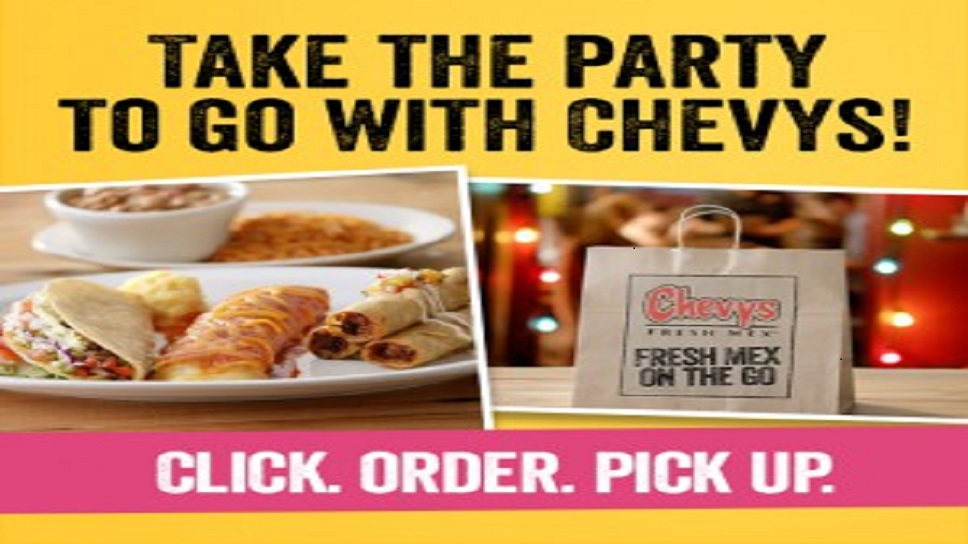 TAKE THE PARTY
TO GO WITH CHEVYS!
Chevys
FRESH MEX
FRESH MEX
ON THE GO
CLICK. ORDER. PICK UP.